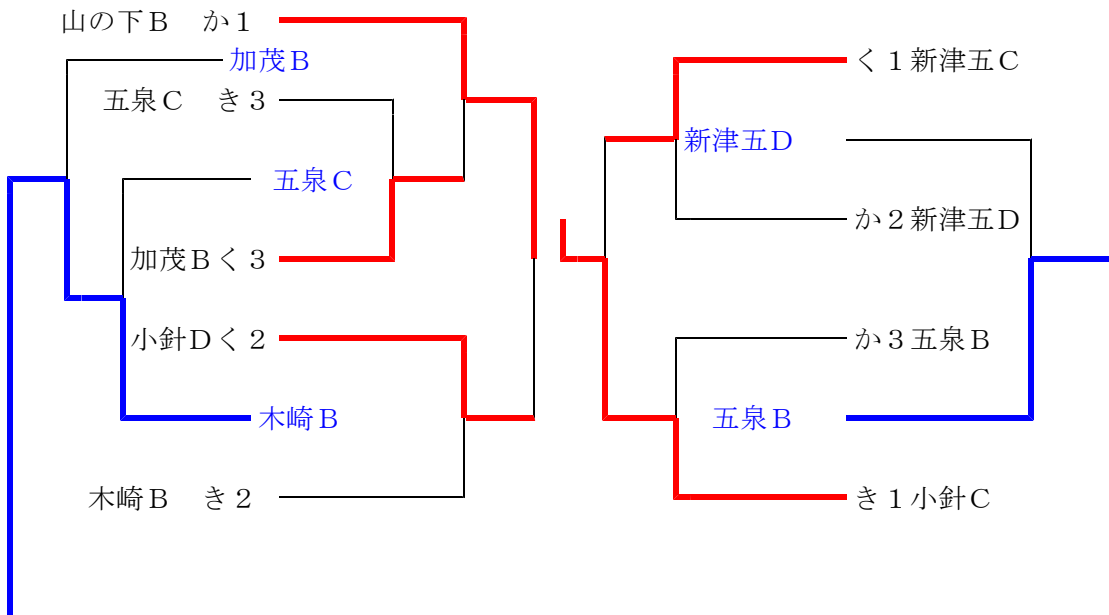 山の下B　か1
加茂B
五泉C　き3
五泉C
加茂Bく3
小針Dく2
木崎B
木崎B　き2
く1新津五C
新津五D
か2新津五D
か3五泉B
五泉B
き1小針C